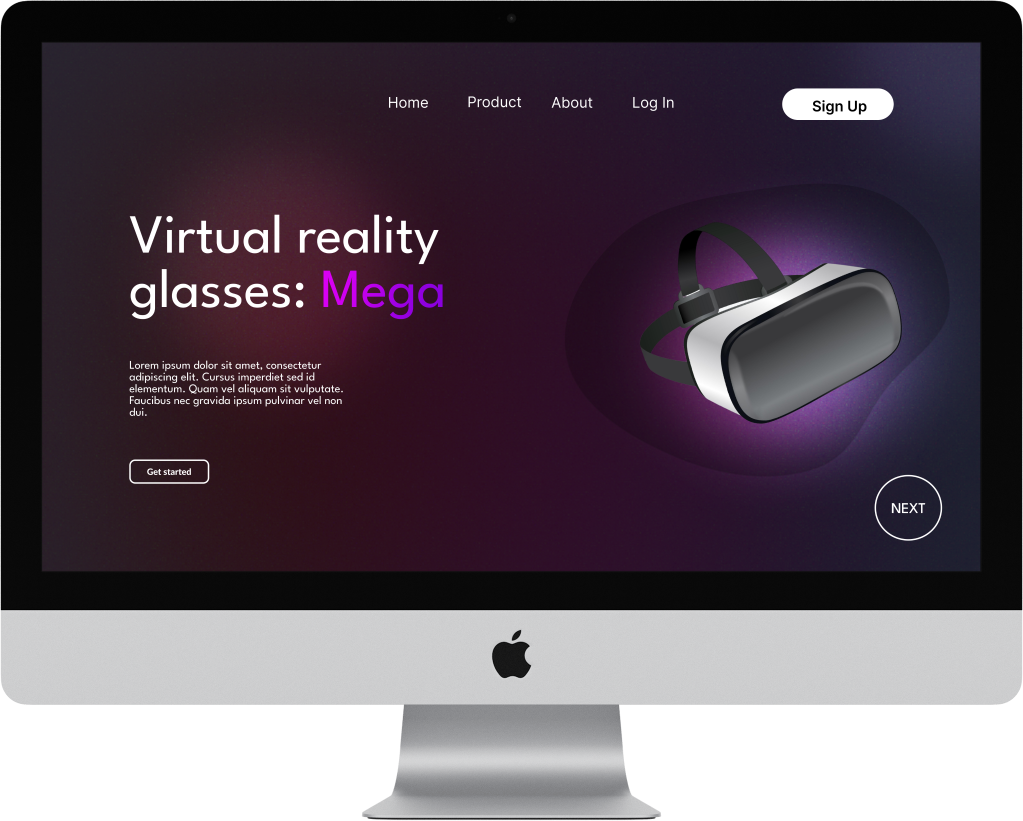 Home Product About Log In Sign Up
Virtual reality
glasses: Mega
Lorem ipsum dolor sit amet, consectetur
adipiscing elit. Cursus imperdiet sed id
elementum. Quam vel aliquam sit vulputate.
Faucibus nec gravida ipsum pulvinar vel non
dui.
Get started
NEXT